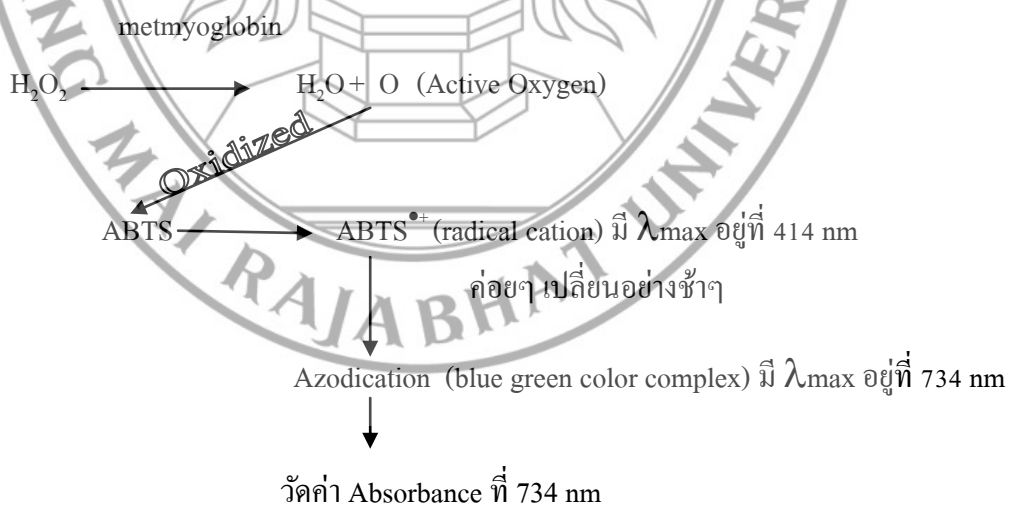 metmyoglobin
H₂O₂ → H₂O + O (Active Oxygen)
Oxidized
ABTS → ABTS•+ (radical cation) มี λmax อยู่ที่ 414 nm
ค่อยๆ เปลี่ยนอย่างช้าๆ
Azodication (blue green color complex) มี λmax อยู่ที่ 734 nm
วัดค่า Absorbance ที่ 734 nm
MAI RAJABHAT